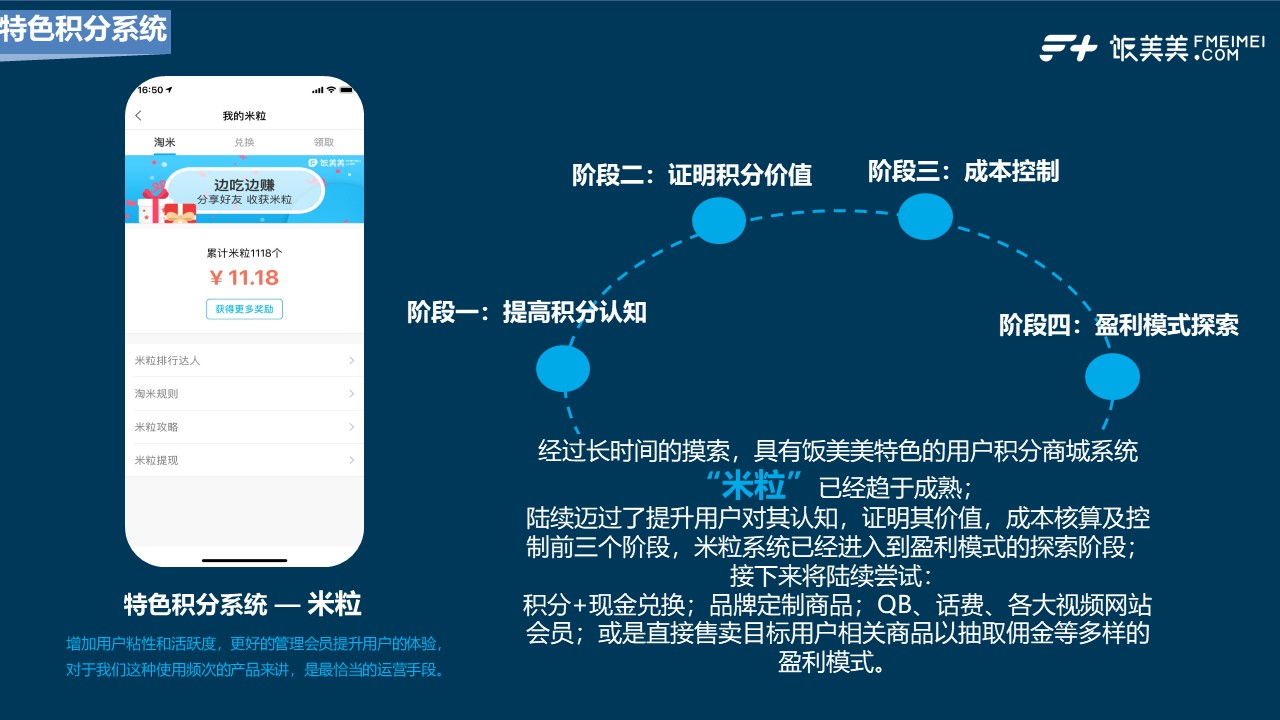 特色积分系统
饭美美 FMEIMEI
.COM
16:50
我的米粒
淘米 兑换 领取
饭美美
边吃边赚
分享好友 收获米粒
累计米粒1118个
¥ 11.18
获得更多奖励
米粒排行达人
淘米规则
米粒攻略
米粒提现
特色积分系统 — 米粒
增加用户粘性和活跃度，更好的管理会员提升用户的体验，
对于我们这种使用频次的产品来讲，是最恰当的运营手段。
阶段一：提高积分认知
阶段二：证明积分价值
阶段三：成本控制
阶段四：盈利模式探索
经过长时间的摸索，具有饭美美特色的用户积分商城系统
“米粒” 已经趋于成熟；
陆续迈过了提升用户对其认知，证明其价值，成本核算及控
制前三个阶段，米粒系统已经进入到盈利模式的探索阶段；
接下来将陆续尝试：
积分+现金兑换；品牌定制商品；QB、话费、各大视频网站
会员；或是直接售卖目标用户相关商品以抽取佣金等多样的
盈利模式。